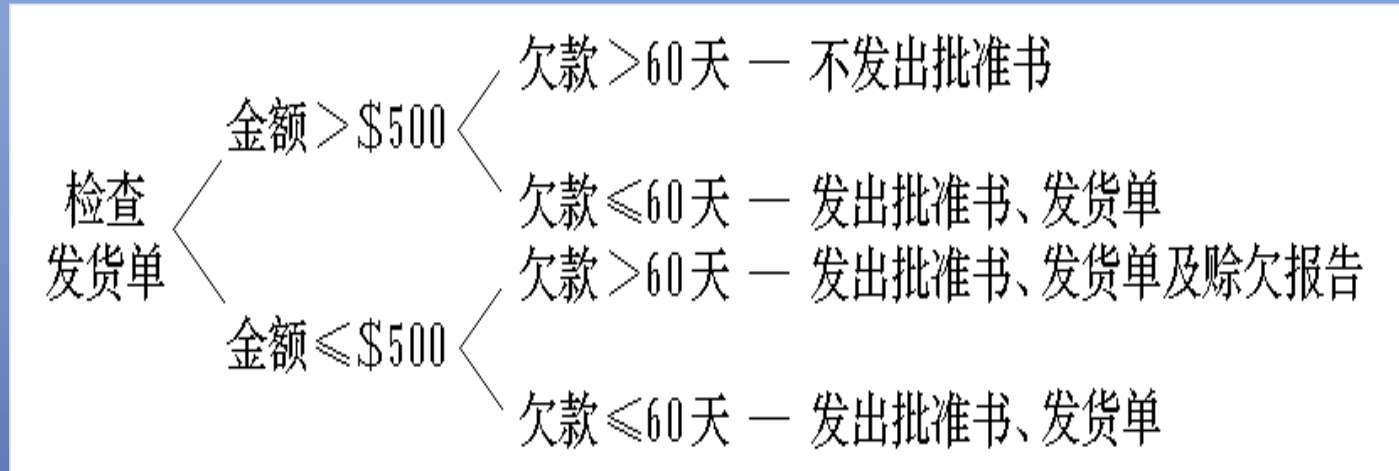 欠款＞60天 — 不发出批准书
金额＞$500
欠款≤60天 — 发出批准书、发货单
检查
发货单
欠款＞60天 — 发出批准书、发货单及赊欠报告
金额≤$500
欠款≤60天 — 发出批准书、发货单